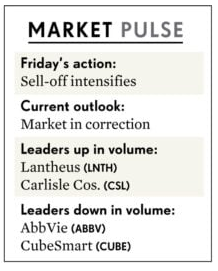 MARKET PULSE
Friday's action:
Sell-off intensifies
Current outlook:
Market in correction
Leaders up in volume:
Lantheus (LNTH)
Carlisle Cos. (CSL)
Leaders down in volume:
AbbVie (ABBV)
CubeSmart (CUBE)